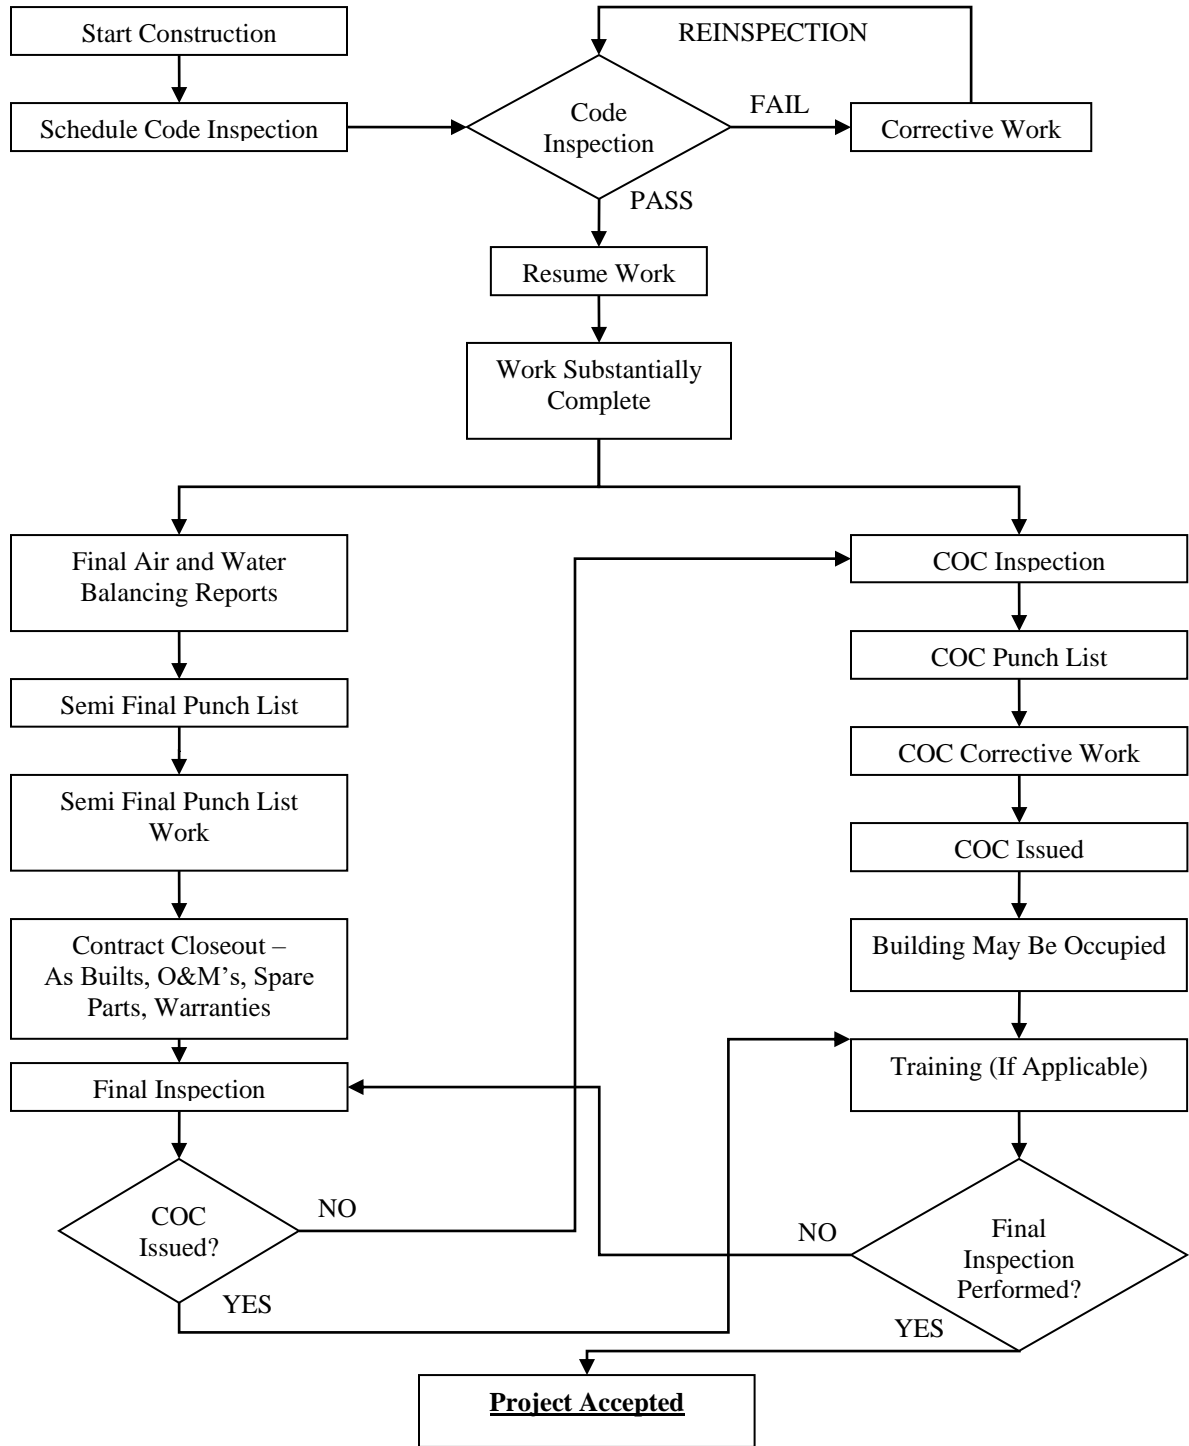 Start Construction
REINSPECTION
Schedule Code Inspection
Code
Inspection
FAIL
Corrective Work
PASS
Resume Work
Work Substantially
Complete
Final Air and Water
Balancing Reports
Semi Final Punch List
Semi Final Punch List
Work
Contract Closeout –
As Builts, O&M's, Spare
Parts, Warranties
Final Inspection
COC
Issued?
NO
YES
COC Inspection
COC Punch List
COC Corrective Work
COC Issued
Building May Be Occupied
Training (If Applicable)
Final
Inspection
Performed?
NO
YES
Project Accepted